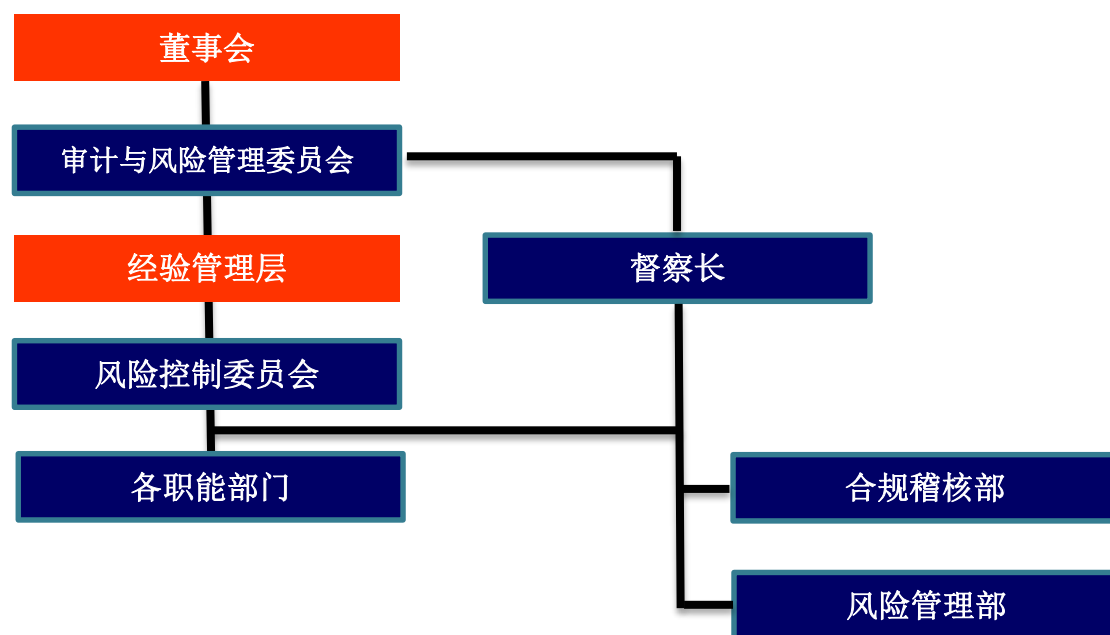 董事会
审计与风险管理委员会
经验管理层
督察长
风险控制委员会
各职能部门
合规稽核部
风险管理部